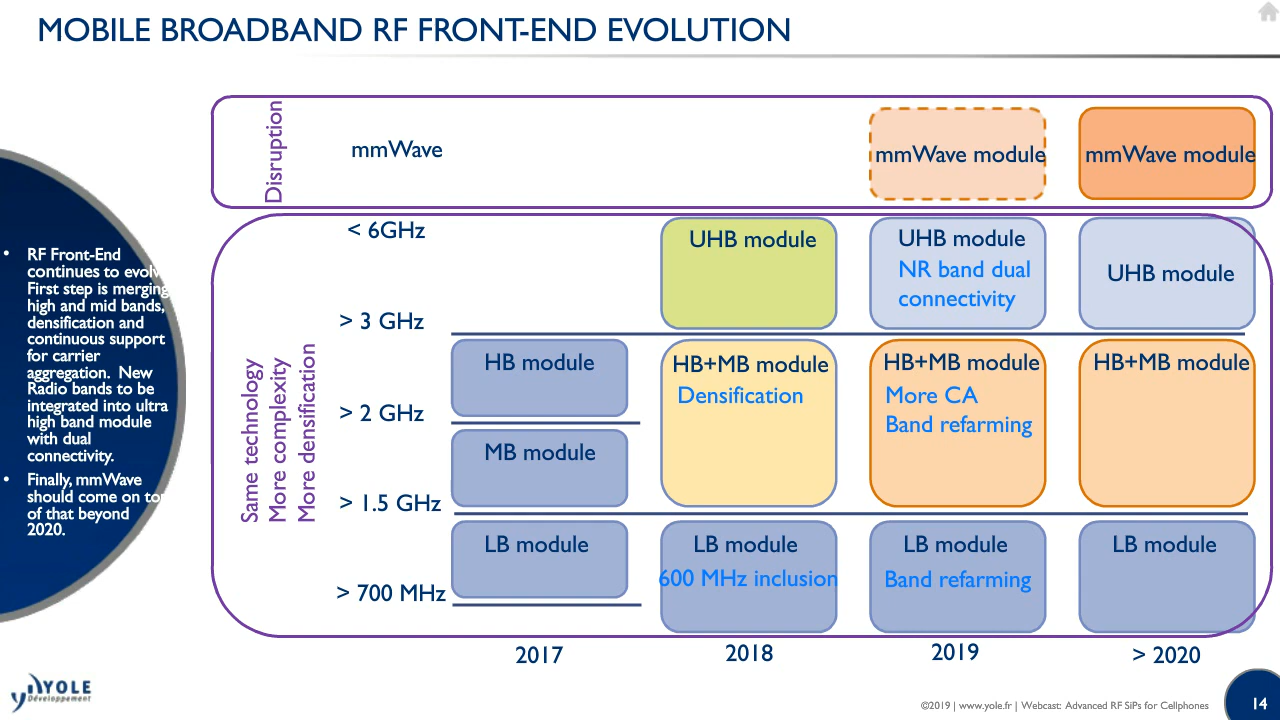 MOBILE BROADBAND RF FRONT-END EVOLUTION
Disruption
mmWave
mmWave module
mmWave module
• RF Front-End
continues to evolv
First step is merging
high and mid bands,
densification and
continuous support
for carrier
aggregation. New
Radio bands to be
integrated into ultra
high band module
with dual
connectivity.
• Finally, mmWave
should come on top
of that beyond
2020.
Same technology
More complexity
More densification
< 6GHz
> 3 GHz
> 2 GHz
> 1.5 GHz
> 700 MHz
HB module
MB module
LB module
UHB module
HB+MB module
Densification
LB module
600 MHz inclusion
UHB module
NR band dual
connectivity
HB+MB module
More CA
Band refarming
LB module
Band refarming
UHB module
HB+MB module
LB module
2017
2018
2019
> 2020
YOLE
Développement
©2019 | www.yole.fr | Webcast: Advanced RF SiPs for Cellphones
14